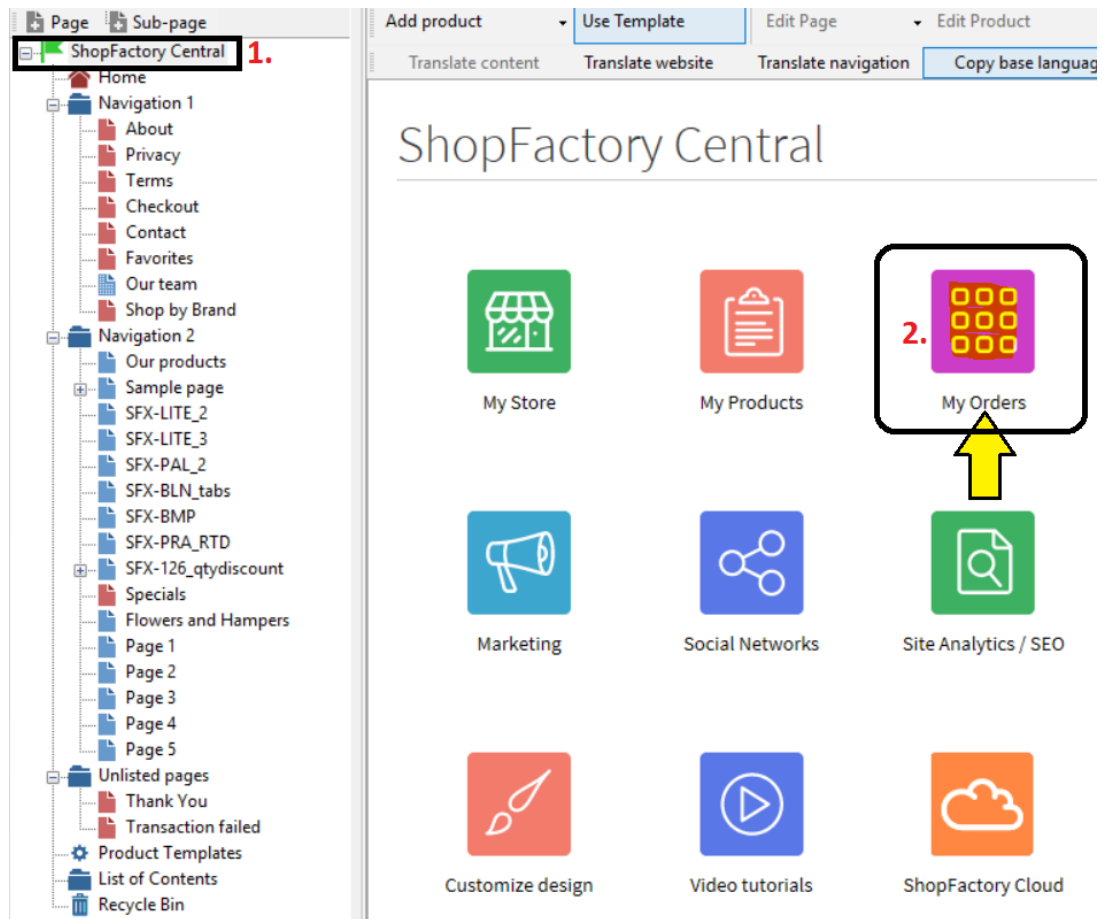 Page Sub-page
ShopFactory Central 1.
Home
Navigation 1
About
Privacy
Terms
Checkout
Contact
Favorites
Our team
Shop by Brand
Navigation 2
Our products
Sample page
SFX-LITE_2
SFX-LITE_3
SFX-PAL_2
SFX-BLN_tabs
SFX-BMP
SFX-PRA_RTD
SFX-126_qtydiscount
Specials
Flowers and Hampers
Page 1
Page 2
Page 3
Page 4
Page 5
Unlisted pages
Thank You
Transaction failed
Product Templates
List of Contents
Recycle Bin
Add product Use Template Edit Page Edit Product
Translate content Translate website Translate navigation Copy base languag
ShopFactory Central
2.
My Store My Products My Orders
Marketing Social Networks Site Analytics / SEO
Customize design Video tutorials ShopFactory Cloud